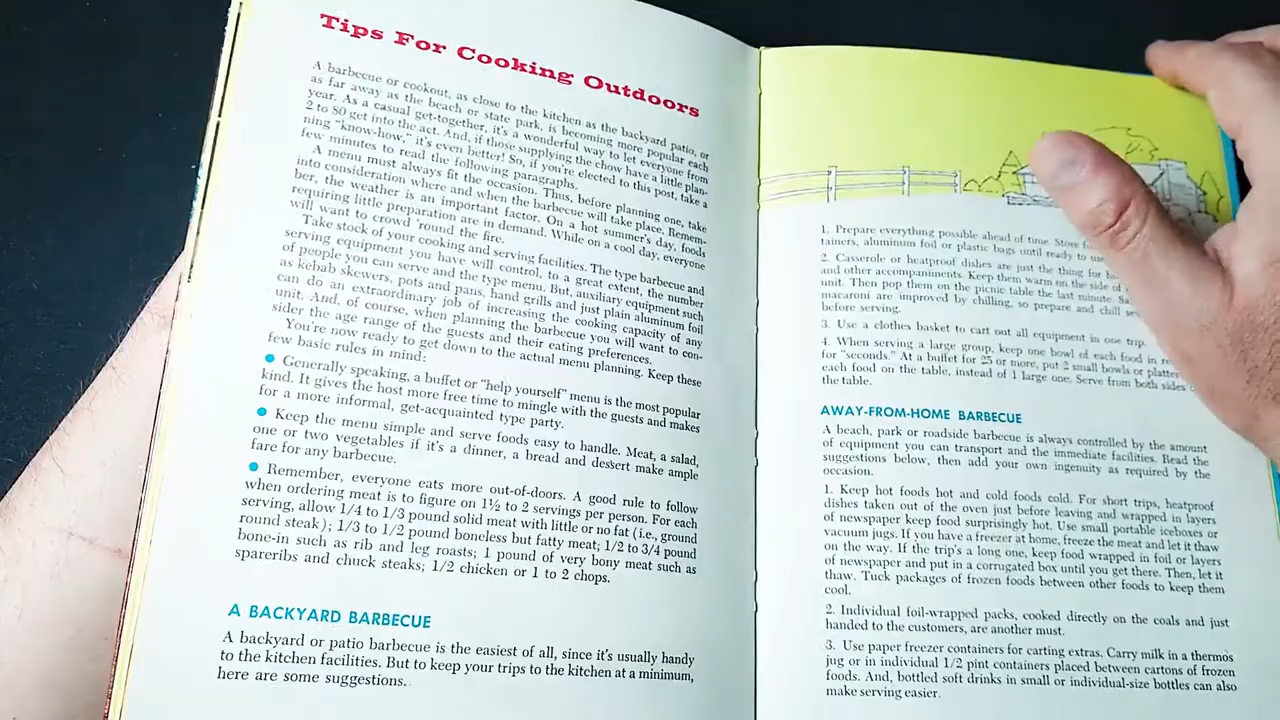 Tips For Cooking Outdoors
A barbecue or cookout, as close to the kitchen as the backyard patio, or
as far away as the beach or state park, is becoming more popular each
year. As a casual get-together, it's a wonderful way to let everyone from
2 to 80 get into the act. And, if those supplying the chow have a little plan-
ning "know-how," it's even better! So, if you're elected to this post, take a
few minutes to read the following paragraphs.
A menu must always fit the occasion. Thus, before planning one, take
into consideration where and when the barbecue will take place. Remem-
ber, the weather is an important factor. On a hot summer's day, foods
requiring little preparation are in demand. While on a cool day, everyone
will want to crowd 'round the fire.
Take stock of your cooking and serving facilities. The type barbecue and
serving equipment you have will control, to a great extent, the number
of people you can serve and the type menu. But, auxiliary equipment such
as kebab skewers, pots and pans, hand grills and just plain aluminum foil
can do an extraordinary job of increasing the cooking capacity of any
unit. And, of course, when planning the barbecue you will want to con-
sider the age range of the guests and their eating preferences.
You're now ready to get down to the actual menu planning. Keep these
few basic rules in mind:
● Generally speaking, a buffet or "help yourself" menu is the most popular
kind. It gives the host more free time to mingle with the guests and makes
for a more informal, get-acquainted type party.
● Keep the menu simple and serve foods easy to handle. Meat, a salad,
one or two vegetables if it's a dinner, a bread and dessert make ample
fare for any barbecue.
● Remember, everyone eats more out-of-doors. A good rule to follow
when ordering meat is to figure on 1½ to 2 servings per person. For each
serving, allow 1/4 to 1/3 pound solid meat with little or no fat (i.e., ground
round steak); 1/3 to 1/2 pound boneless but fatty meat; 1/2 to 3/4 pound
bone-in such as rib and leg roasts; 1 pound of very bony meat such as
spareribs and chuck steaks; 1/2 chicken or 1 to 2 chops.
A BACKYARD BARBECUE
A backyard or patio barbecue is the easiest of all, since it's usually handy
to the kitchen facilities. But to keep your trips to the kitchen at a minimum,
here are some suggestions.
1. Prepare everything possible ahead of time. Store
tainers, aluminum foil or plastic bags until ready to
2. Casserole or heatproof dishes are just the thing for
and other accompaniments. Keep them warm on the side of
unit. Then pop them on the picnic table the last minute.
macaroni are improved by chilling, so prepare and chill
before serving.
3. Use a clothes basket to cart out all equipment in one trip.
4. When serving a large group, keep one bowl of each food in
for "seconds." At a buffet for 25 or more, put 2 small bowls or
each food on the table, instead of 1 large one. Serve from both sides
the table.
AWAY-FROM-HOME BARBECUE
A beach, park or roadside barbecue is always controlled by the amount
of equipment you can transport and the immediate facilities. Read the
suggestions below, then add your own ingenuity as required by the
occasion.
1. Keep hot foods hot and cold foods cold. For short trips, heatproof
dishes taken out of the oven just before leaving and wrapped in layers
of newspaper keep food surprisingly hot. Use small portable iceboxes or
vacuum jugs. If you have a freezer at home, freeze the meat and let it thaw
on the way. If the trip's a long one, keep food wrapped in foil or layers
of newspaper and put in a corrugated box until you get there. Then, let it
thaw. Tuck packages of frozen foods between other foods to keep them
cool.
2. Individual foil-wrapped packs, cooked directly on the coals and just
handed to the customers, are another must.
3. Use paper freezer containers for carting extras. Carry milk in a thermos
jug or in individual 1/2 pint containers placed between cartons of frozen
foods. And, bottled soft drinks in small or individual-size bottles can also
make serving easier.